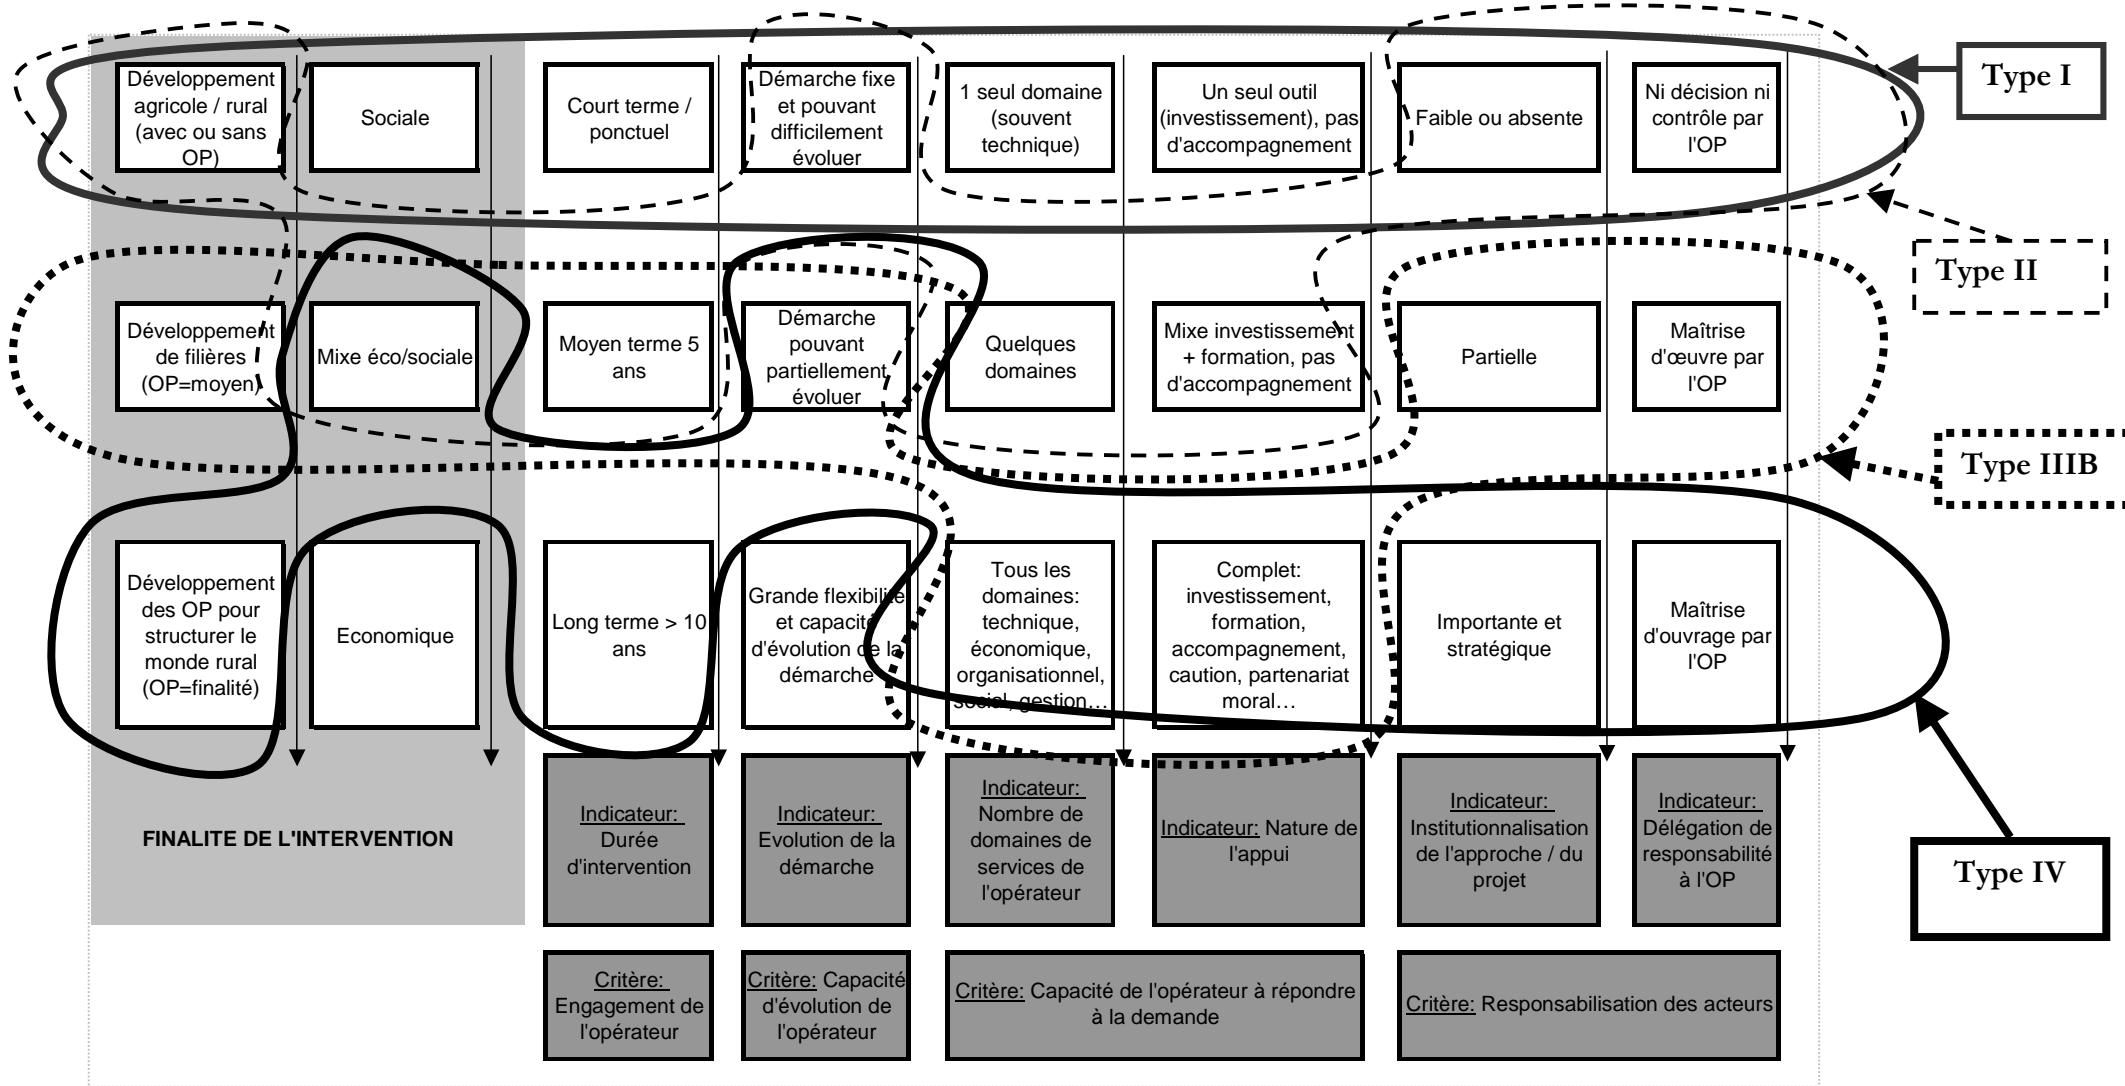 Développement
agricole / rural
(avec ou sans
OP)
Sociale
Court terme /
ponctuel
Démarche fixe
et pouvant
difficilement
évoluer
1 seul domaine
(souvent
technique)
Un seul outil
(investissement), pas
d'accompagnement
Faible ou absente
Ni décision ni
contrôle par
l'OP
Type I
Type II
Développement
de filières
(OP=moyen)
Mixe éco/sociale
Moyen terme 5
ans
Démarche
pouvant
partiellement
évoluer
Quelques
domaines
Mixe investissement
+ formation, pas
d'accompagnement
Partielle
Maîtrise
d'œuvre par
l'OP
Type IIIB
Développement
des OP pour
structurer le
monde rural
(OP=finalité)
Economique
Long terme > 10
ans
Grande flexibilité
et capacité
d'évolution de la
démarche
Tous les
domaines:
technique,
économique,
organisationnel,
social, gestion…
Complet:
investissement,
formation,
accompagnement,
caution, partenariat
moral…
Importante et
stratégique
Maîtrise
d'ouvrage par
l'OP
Type IV
FINALITE DE L'INTERVENTION
Indicateur:
Durée
d'intervention
Indicateur:
Evolution de la
démarche
Indicateur:
Nombre de
domaines de
services de
l'opérateur
Indicateur: Nature de
l'appui
Indicateur:
Institutionnalisation
de l'approche / du
projet
Indicateur:
Délégation de
responsabilité
à l'OP
Critère:
Engagement de
l'opérateur
Critère: Capacité
d'évolution de
l'opérateur
Critère: Capacité de l'opérateur à répondre
à la demande
Critère: Responsabilisation des acteurs